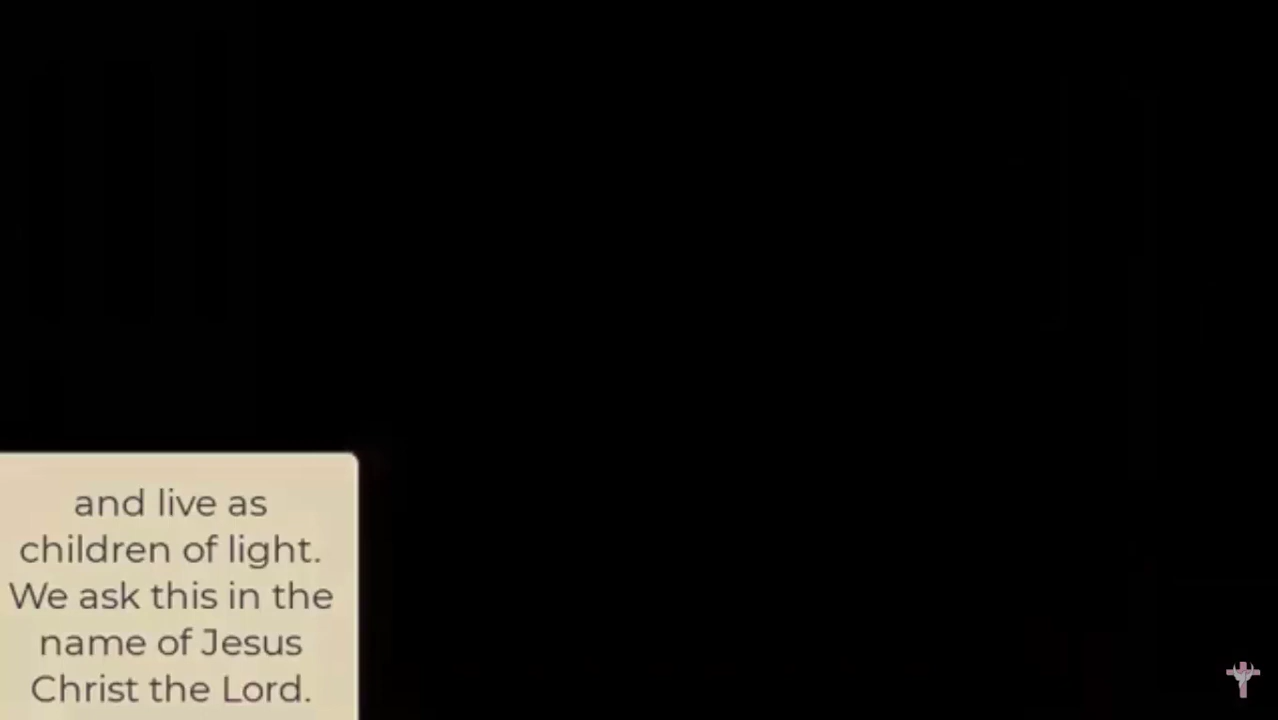 and live as
children of light.
We ask this in the
name of Jesus
Christ the Lord.